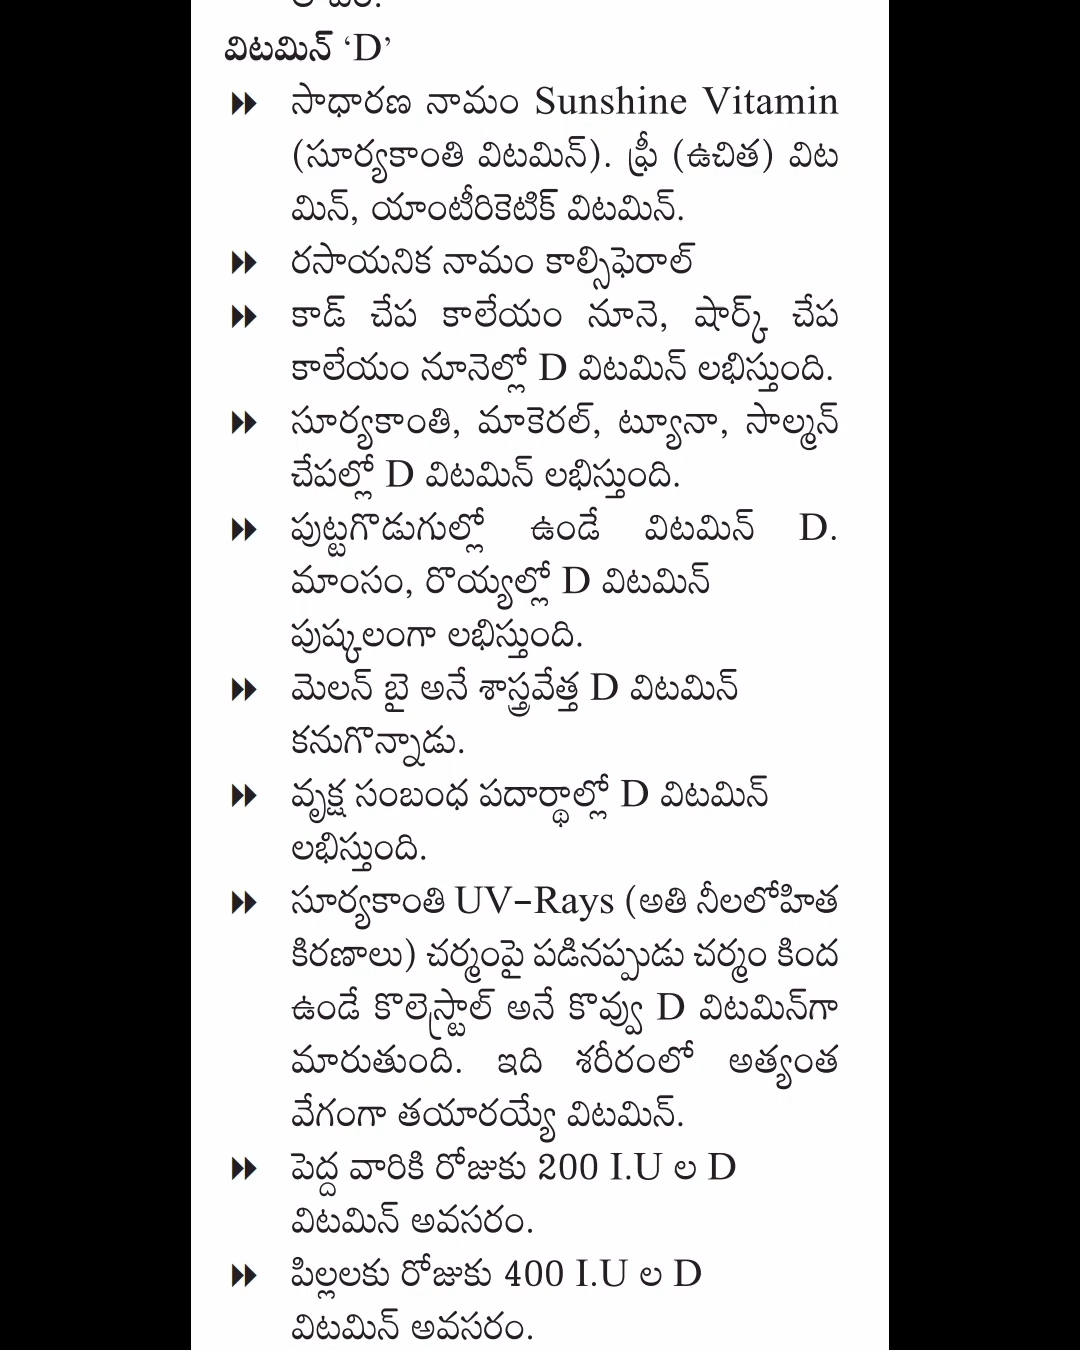 విటమిన్ ‘D’
సాధారణ నామం Sunshine Vitamin
(సూర్యకాంతి విటమిన్). ఫ్రీ (ఉచిత) విట
మిన్, యాంటీరికెటిక్ విటమిన్.
రసాయనిక నామం కాల్సిఫెరాల్
కాడ్ చేప కాలేయం నూనె, షార్క్ చేప
కాలేయం నూనెల్లో D విటమిన్ లభిస్తుంది.
సూర్యకాంతి, మాకెరల్, ట్యూనా, సాల్మన్
చేపల్లో D విటమిన్ లభిస్తుంది.
పుట్టగొడుగుల్లో ఉండే విటమిన్ D.
మాంసం, రొయ్యల్లో D విటమిన్
పుష్కలంగా లభిస్తుంది.
మెలన్ బై అనే శాస్త్రవేత్త D విటమిన్
కనుగొన్నాడు.
వృక్ష సంబంధ పదార్థాల్లో D విటమిన్
లభిస్తుంది.
సూర్యకాంతి UV-Rays (అతి నీలలోహిత
కిరణాలు) చర్మంపై పడినప్పుడు చర్మం కింద
ఉండే కొలెస్ట్రాల్ అనే కొవ్వు D విటమిన్‌గా
మారుతుంది. ఇది శరీరంలో అత్యంత
వేగంగా తయారయ్యే విటమిన్.
పెద్ద వారికి రోజుకు 200 I.U ల D
విటమిన్ అవసరం.
పిల్లలకు రోజుకు 400 I.U ల D
విటమిన్ అవసరం.